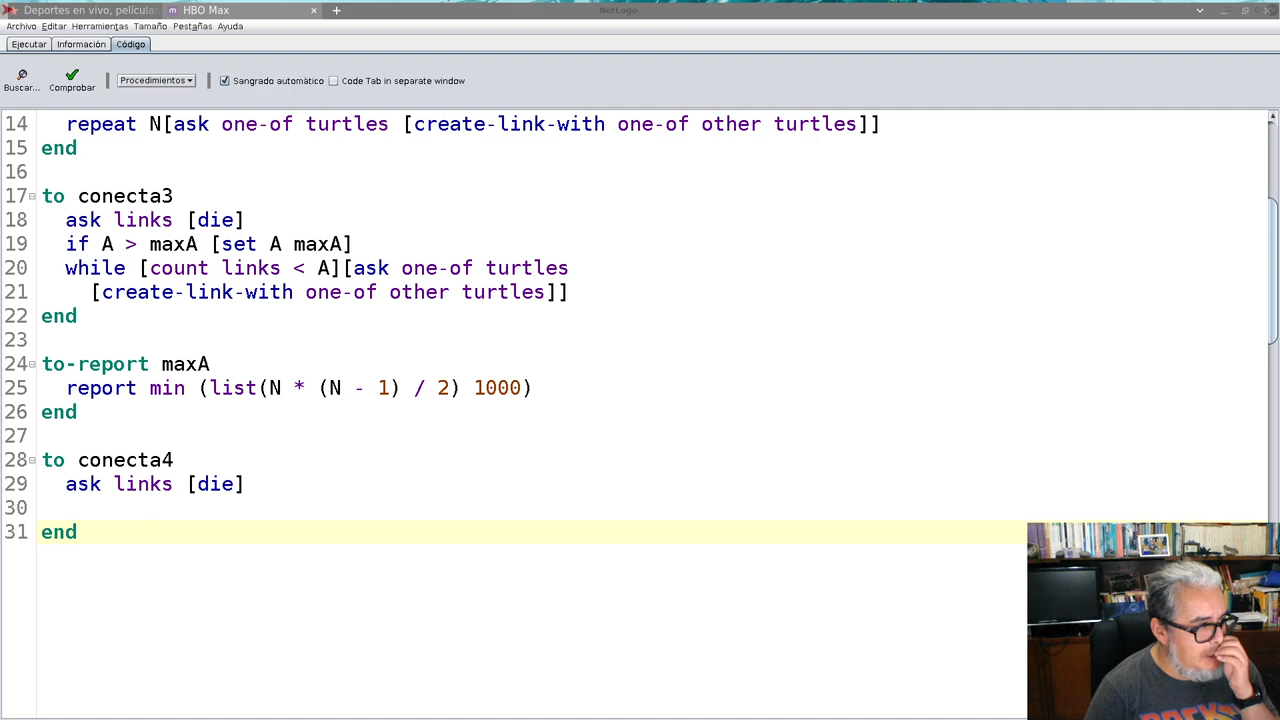 Deportes en vivo, películas
HBO Max
NetLogo
Archivo Editar Herramientas Tamaño Pestañas Ayuda
Ejecutar Información Código
Buscar... Comprobar Procedimientos Sangrado automático Code Tab in separate window
14 repeat N[ask one-of turtles [create-link-with one-of other turtles]]
15 end
16
17 to conecta3
18 ask links [die]
19 if A > maxA [set A maxA]
20 while [count links < A][ask one-of turtles
21 [create-link-with one-of other turtles]]
22 end
23
24 to-report maxA
25 report min (list(N * (N - 1) / 2) 1000)
26 end
27
28 to conecta4
29 ask links [die]
30
31 end